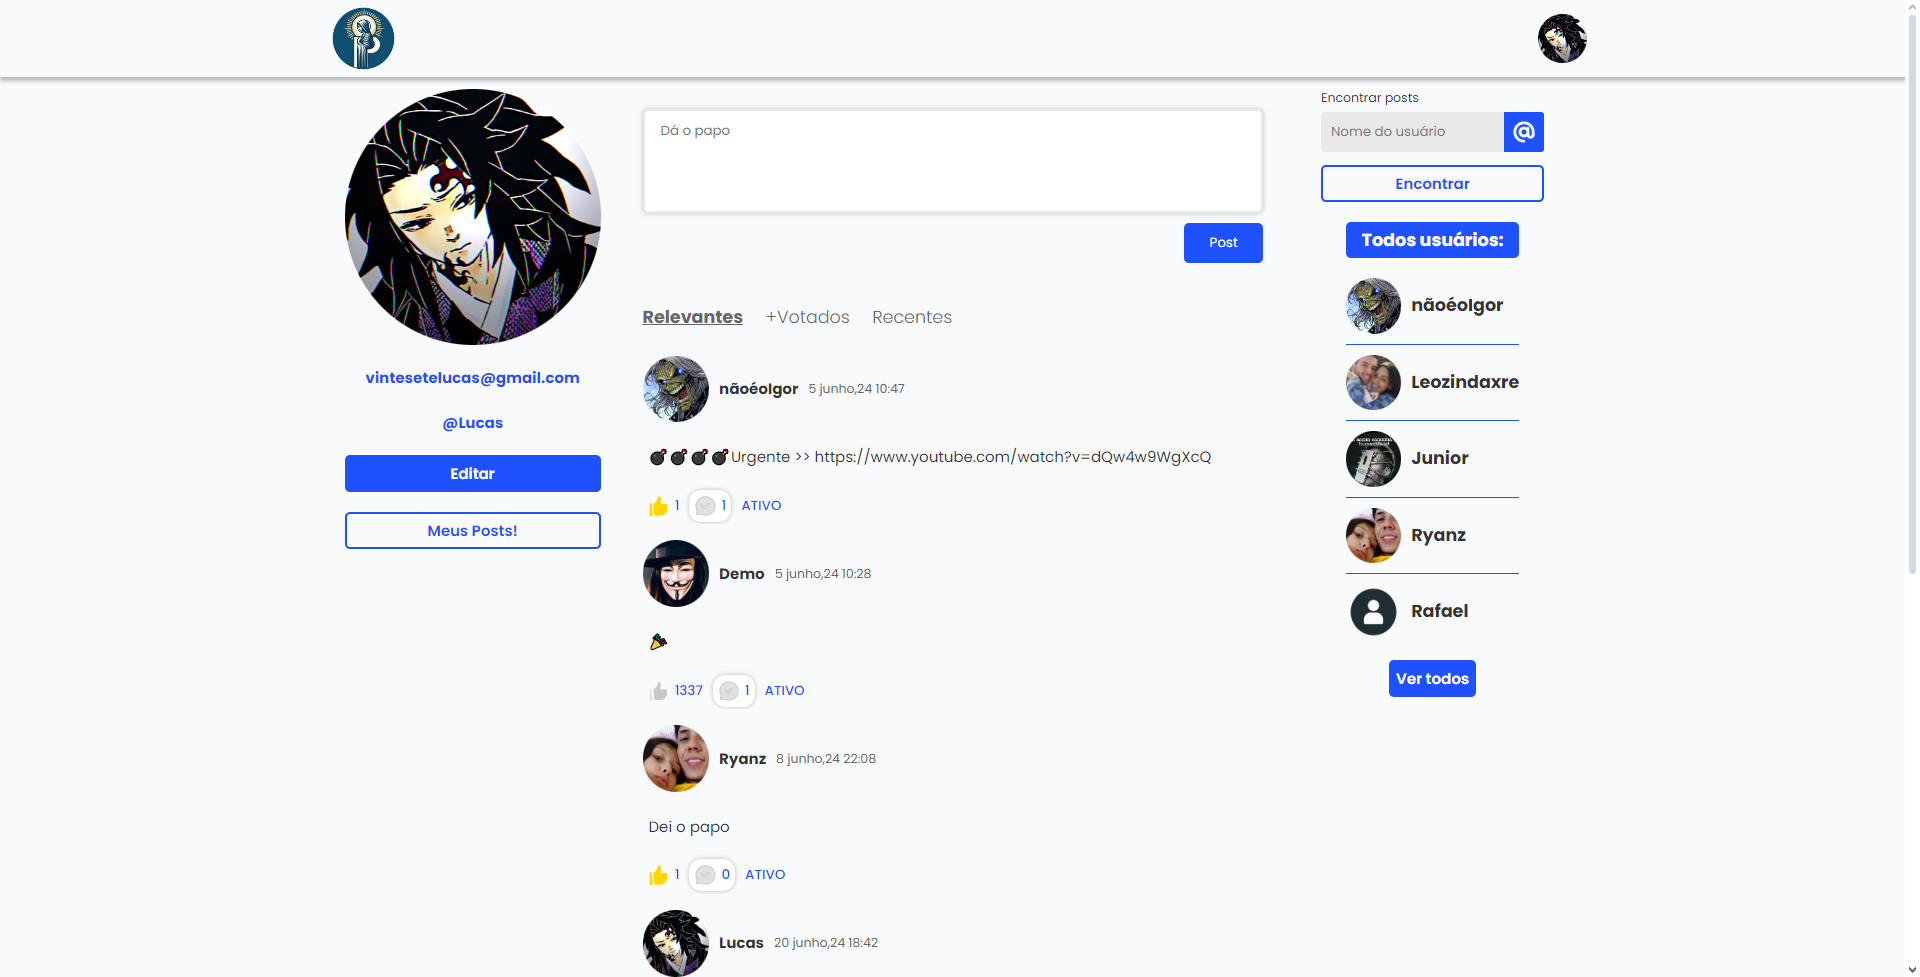 vintesetelucas@gmail.com
@Lucas
Editar
Meus Posts!
Dá o papo
Post
Relevantes +Votados Recentes
nãoéoIgor 5 junho,24 10:47
💣💣💣💣Urgente >> https://www.youtube.com/watch?v=dQw4w9WgXcQ
1 1 ATIVO
Demo 5 junho,24 10:28
🎉
1337 1 ATIVO
Ryanz 8 junho,24 22:08
Dei o papo
1 0 ATIVO
Lucas 20 junho,24 18:42
Encontrar posts
Nome do usuário @
Encontrar
Todos usuários:
nãoéoIgor
Leozindaxre
Junior
Ryanz
Rafael
Ver todos